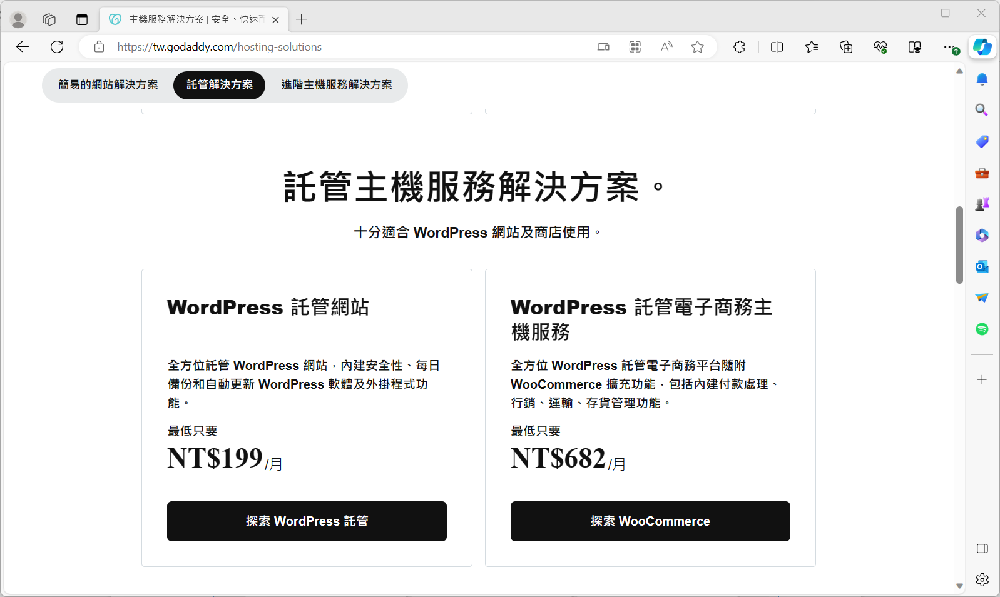 主機服務解決方案 | 安全、快速而
https://tw.godaddy.com/hosting-solutions
簡易的網站解決方案
託管解決方案
進階主機服務解決方案
託管主機服務解決方案。
十分適合 WordPress 網站及商店使用。
WordPress 託管網站
全方位託管 WordPress 網站，內建安全性、每日
備份和自動更新 WordPress 軟體及外掛程式功
能。
最低只要
NT$199/月
探索 WordPress 託管
WordPress 託管電子商務主
機服務
全方位 WordPress 託管電子商務平台隨附
WooCommerce 擴充功能，包括內建付款處理、
行銷、運輸、存貨管理功能。
最低只要
NT$682/月
探索 WooCommerce